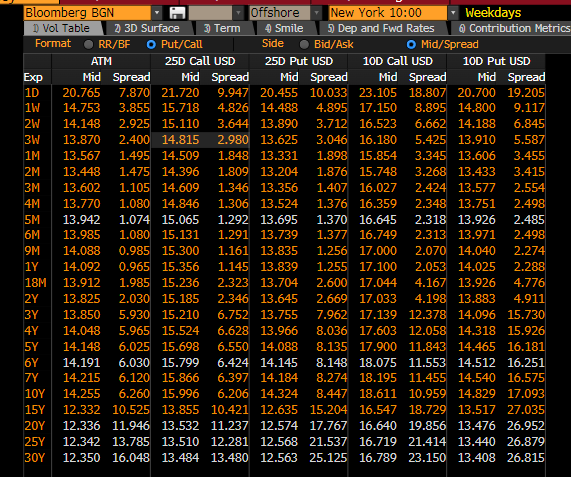 Bloomberg BGN Offshore New York 10:00 Weekdays
1) Vol Table 2) 3D Surface 3) Term 4) Smile 5) Dep and Fwd Rates 6) Contribution Metrics
Format RR/BF Put/Call Side Bid/Ask Mid/Spread
ATM 25D Call USD 25D Put USD 10D Call USD 10D Put USD
Exp Mid Spread Mid Spread Mid Spread Mid Spread Mid Spread
1D 20.765 7.870 21.720 9.947 20.455 10.033 23.105 18.807 20.700 19.205
1W 14.753 3.855 15.718 4.826 14.488 4.895 17.150 8.895 14.800 9.117
2W 14.148 2.925 15.110 3.644 13.890 3.712 16.523 6.662 14.188 6.845
3W 13.870 2.400 14.815 2.980 13.625 3.046 16.180 5.425 13.910 5.587
1M 13.567 1.495 14.509 1.848 13.331 1.898 15.854 3.345 13.606 3.455
2M 13.448 1.475 14.396 1.809 13.204 1.876 15.748 3.268 13.433 3.415
3M 13.602 1.105 14.609 1.346 13.356 1.407 16.027 2.424 13.577 2.554
4M 13.770 1.080 14.846 1.306 13.524 1.376 16.359 2.348 13.751 2.498
5M 13.942 1.074 15.065 1.292 13.695 1.370 16.645 2.318 13.926 2.485
6M 13.985 1.080 15.131 1.291 13.739 1.377 16.749 2.313 13.971 2.498
9M 14.088 0.985 15.300 1.161 13.835 1.256 17.000 2.070 14.040 2.274
1Y 14.092 0.965 15.356 1.145 13.839 1.255 17.100 2.053 14.025 2.288
18M 13.912 1.985 15.236 2.323 13.704 2.600 17.044 4.167 13.926 4.776
2Y 13.825 2.025 15.185 2.346 13.645 2.669 17.033 4.198 13.883 4.911
3Y 13.850 5.930 15.210 6.752 13.755 7.962 17.139 12.378 14.096 15.730
4Y 14.048 5.965 15.524 6.628 13.966 8.036 17.603 12.058 14.318 15.926
5Y 14.148 6.025 15.698 6.550 14.088 8.135 17.900 11.843 14.465 16.181
6Y 14.191 6.030 15.799 6.424 14.145 8.148 18.075 11.553 14.512 16.251
7Y 14.215 6.120 15.866 6.397 14.184 8.274 18.195 11.455 14.540 16.575
10Y 14.255 6.260 15.996 6.206 14.324 8.447 18.611 10.959 14.829 17.093
15Y 12.332 10.525 13.855 10.421 12.635 15.204 16.547 18.729 13.517 27.035
20Y 12.336 11.946 13.532 11.237 12.574 17.767 16.640 19.856 13.476 26.952
25Y 12.342 13.785 13.510 12.281 12.568 21.537 16.719 21.414 13.440 26.879
30Y 12.350 16.048 13.484 13.480 12.563 25.125 16.789 23.150 13.408 26.815